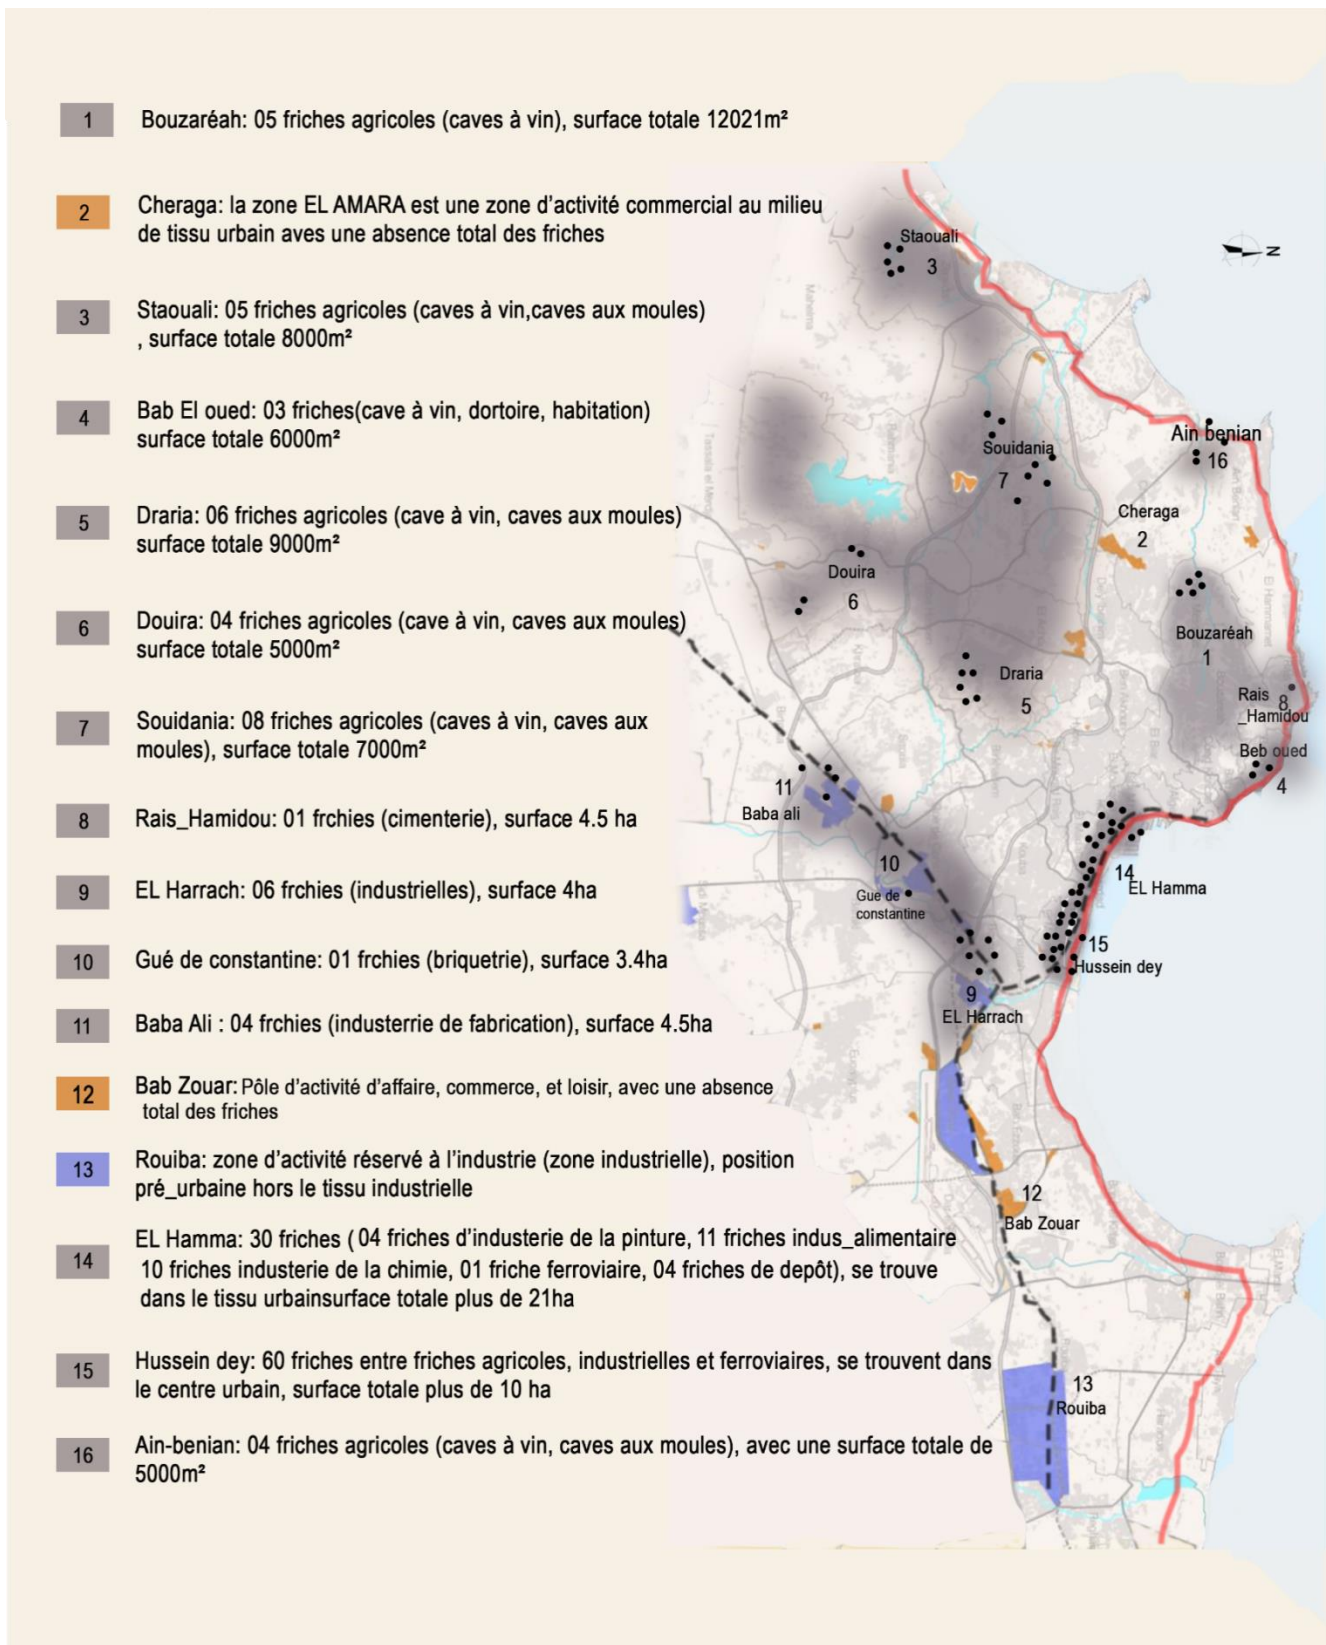 1
Bouzaréah: 05 friches agricoles (caves à vin), surface totale 12021m²
2
Cheraga: la zone EL AMARA est une zone d'activité commercial au milieu
de tissu urbain aves une absence total des friches
3
Staouali: 05 friches agricoles (caves à vin,caves aux moules)
, surface totale 8000m²
4
Bab El oued: 03 friches(cave à vin, dortoire, habitation)
surface totale 6000m²
5
Draria: 06 friches agricoles (cave à vin, caves aux moules)
surface totale 9000m²
6
Douira: 04 friches agricoles (cave à vin, caves aux moules)
surface totale 5000m²
7
Souidania: 08 friches agricoles (caves à vin, caves aux
moules), surface totale 7000m²
8
Rais_Hamidou: 01 frchies (cimenterie), surface 4.5 ha
9
EL Harrach: 06 frchies (industrielles), surface 4ha
10
Gué de constantine: 01 frchies (briquetrie), surface 3.4ha
11
Baba Ali : 04 frchies (industerrie de fabrication), surface 4.5ha
12
Bab Zouar: Pôle d'activité d'affaire, commerce, et loisir, avec une absence
total des friches
13
Rouiba: zone d'activité réservé à l'industrie (zone industrielle), position
pré_urbaine hors le tissu industrielle
14
EL Hamma: 30 friches ( 04 friches d'industerie de la pinture, 11 friches indus_alimentaire
10 friches industerie de la chimie, 01 friche ferroviaire, 04 friches de depôt), se trouve
dans le tissu urbainsurface totale plus de 21ha
15
Hussein dey: 60 friches entre friches agricoles, industrielles et ferroviaires, se trouvent dans
le centre urbain, surface totale plus de 10 ha
16
Ain-benian: 04 friches agricoles (caves à vin, caves aux moules), avec une surface totale de
5000m²
N
Staouali
3
Mahelma
Ain benian
16
Souidania
7
Cheraga
2
Douira
6
Bouzaréah
1
Draria
5
Rais
8
_Hamidou
Beb oued
4
11
Baba ali
10
Gue de
constantine
14
EL Hamma
15
Hussein dey
9
EL Harrach
12
Bab Zouar
13
Rouiba